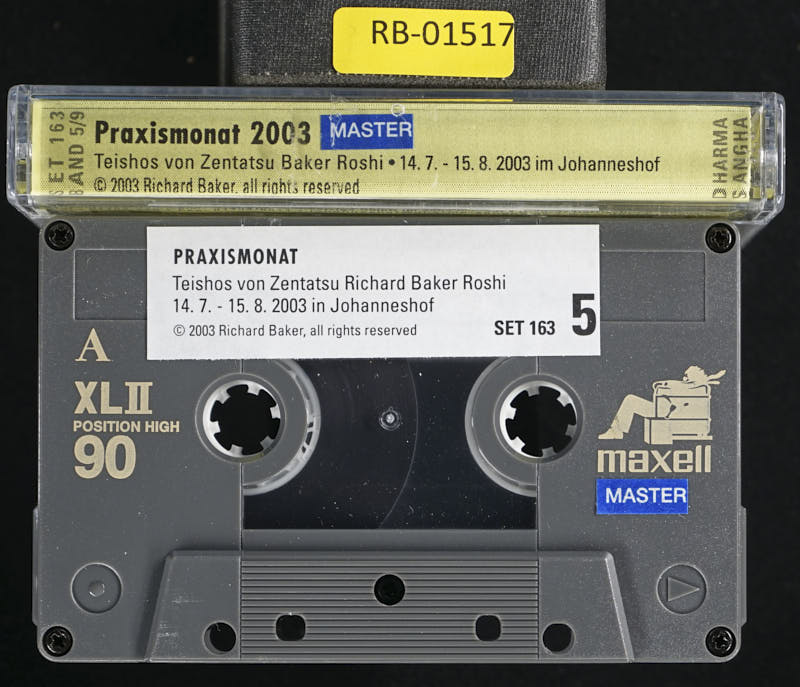 RB-01517
SET 163
BAND 5/9
Praxismonat 2003 MASTER
Teishos von Zentatsu Baker Roshi • 14. 7. - 15. 8. 2003 im Johanneshof
© 2003 Richard Baker, all rights reserved
DHARMA
SANGHA
PRAXISMONAT
Teishos von Zentatsu Richard Baker Roshi
14. 7. - 15. 8. 2003 in Johanneshof
© 2003 Richard Baker, all rights reserved
SET 163 5
A
XLII
POSITION HIGH
90
maxell
MASTER